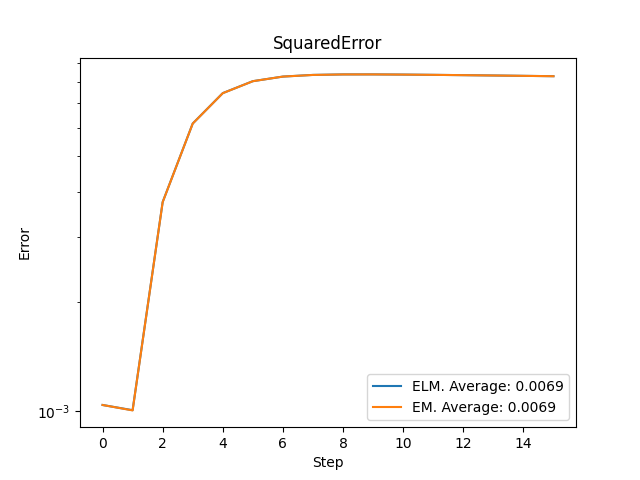 SquaredError
Error
10⁻³
0 2 4 6 8 10 12 14
Step
ELM. Average: 0.0069
EM. Average: 0.0069